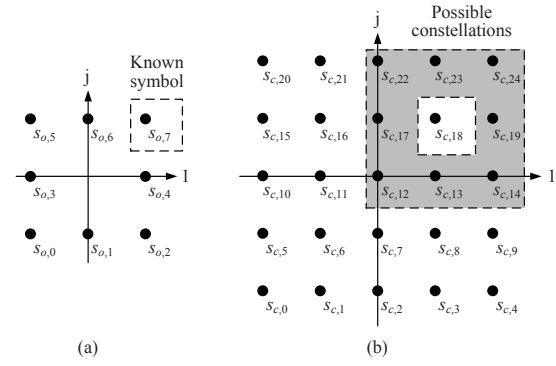 Known
symbol
j
s_{o,5} s_{o,6} s_{o,7}
1
s_{o,3} s_{o,4}
s_{o,0} s_{o,1} s_{o,2}
(a)
Possible
constellations
j
s_{c,20} s_{c,21} s_{c,22} s_{c,23} s_{c,24}
s_{c,15} s_{c,16} s_{c,17} s_{c,18} s_{c,19}
1
s_{c,10} s_{c,11} s_{c,12} s_{c,13} s_{c,14}
s_{c,5} s_{c,6} s_{c,7} s_{c,8} s_{c,9}
s_{c,0} s_{c,1} s_{c,2} s_{c,3} s_{c,4}
(b)